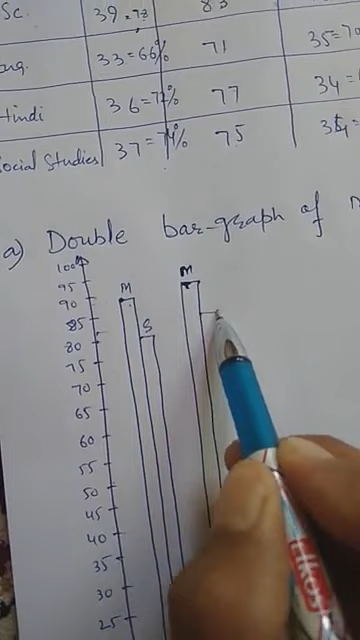 Sc. 39 = 78 83
33 = 66% 71 35 = 70
Hindi 36 = 72% 77 34 =
Social Studies 37 = 74% 75
a) Double bar-graph of
100
95 M M
90
85 S
80
75
70
65
60
55
50
45
40
35
30
25